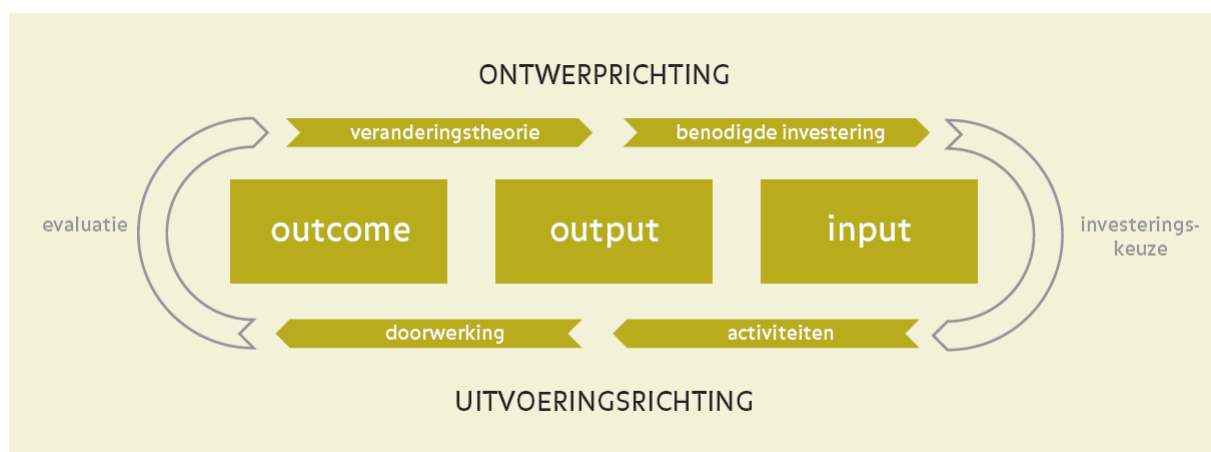 ONTWERPRICHTING
veranderingstheorie
benodigde investering
evaluatie
outcome
output
input
investerings-
keuze
doorwerking
activiteiten
UITVOERINGSRICHTING